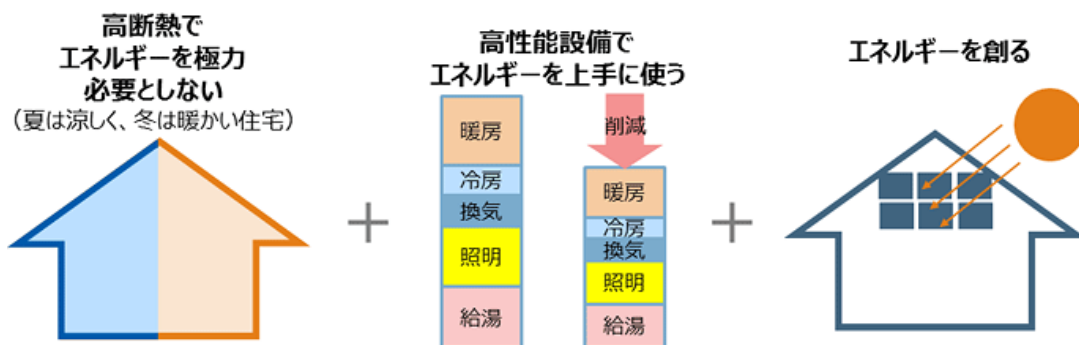 高断熱で
エネルギーを極力
必要としない
（夏は涼しく、冬は暖かい住宅）
高性能設備で
エネルギーを上手に使う
暖房
冷房
換気
照明
給湯
削減
暖房
冷房
換気
照明
給湯
エネルギーを創る